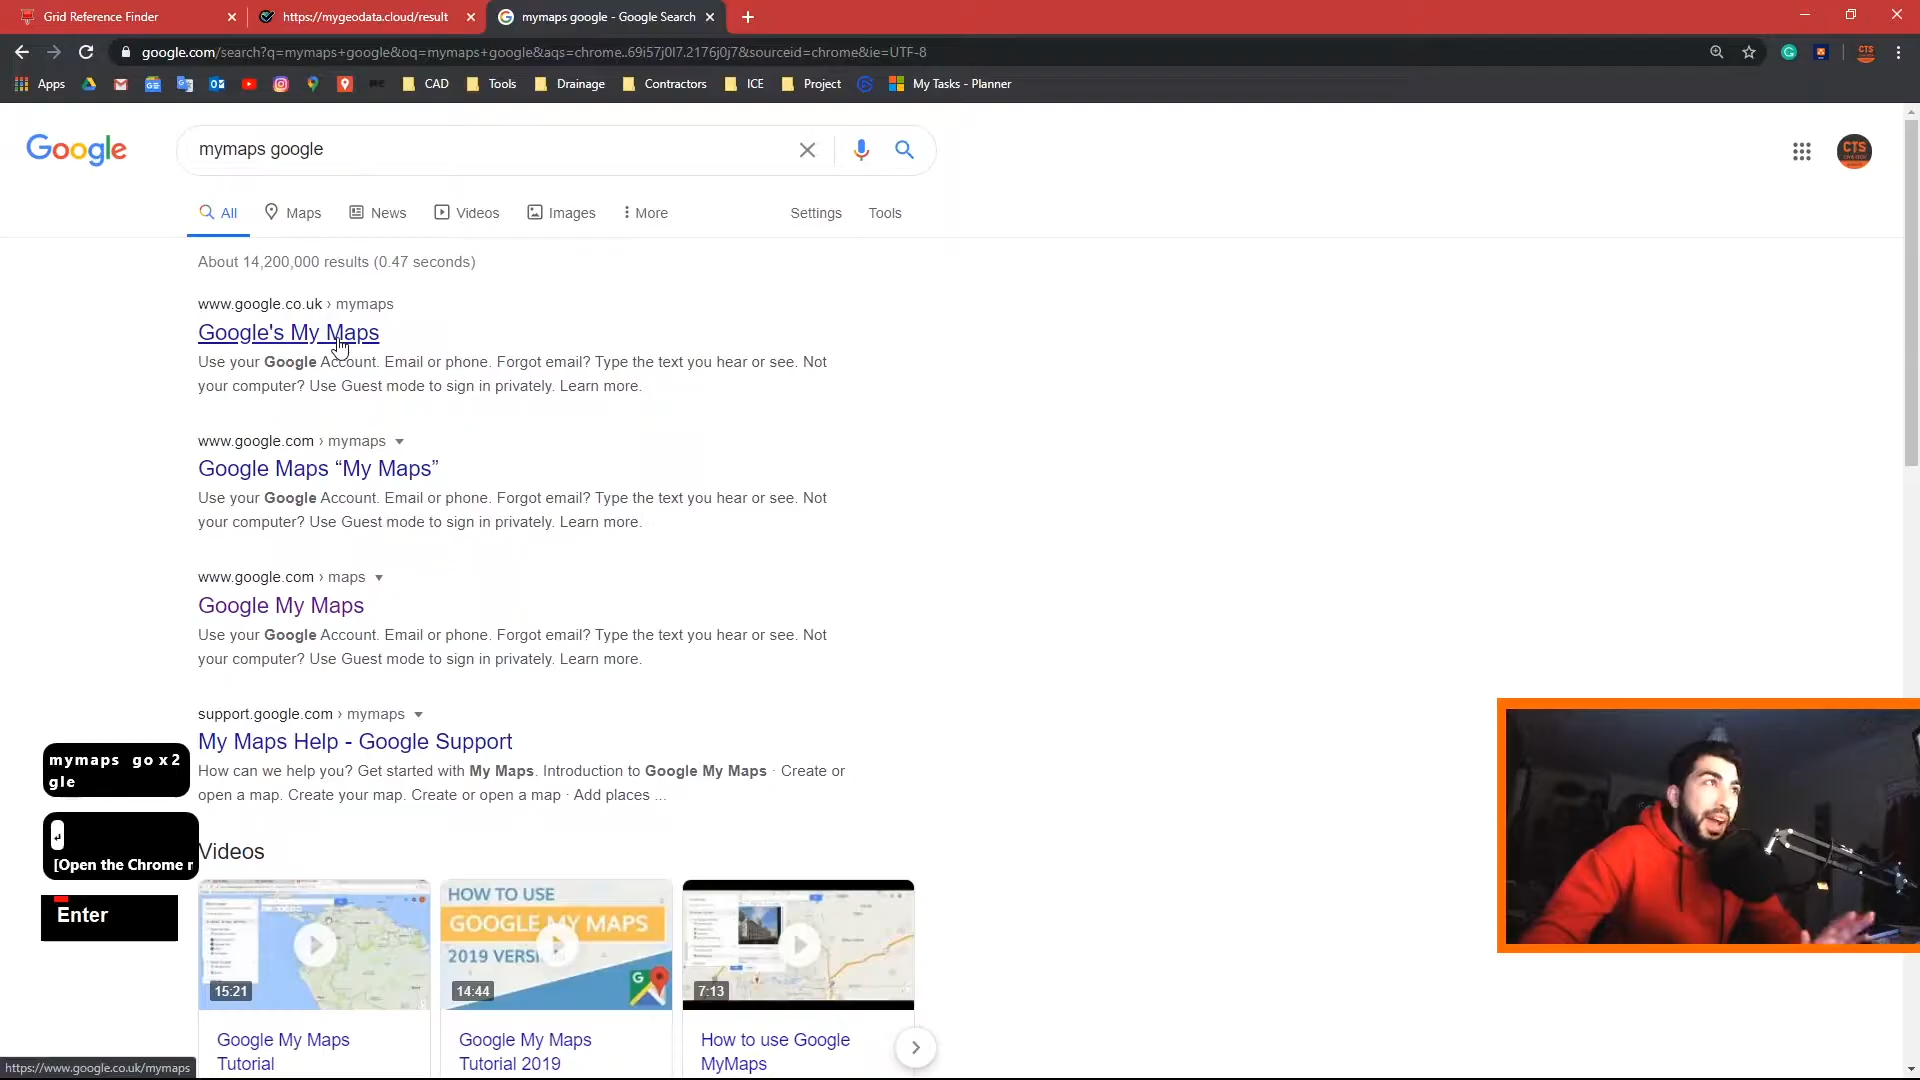 Grid Reference Finder
https://mygeodata.cloud/result
mymaps google - Google Search
google.com/search?q=mymaps+google&oq=mymaps+google&aqs=chrome..69i57j0l7.2176j0j7&sourceid=chrome&ie=UTF-8
Apps
CAD
Tools
Drainage
Contractors
ICE
Project
My Tasks - Planner
Google
mymaps google
CTS
All
Maps
News
Videos
Images
More
Settings
Tools
About 14,200,000 results (0.47 seconds)
www.google.co.uk › mymaps
Google's My Maps
Use your Google Account. Email or phone. Forgot email? Type the text you hear or see. Not
your computer? Use Guest mode to sign in privately. Learn more.
www.google.com › mymaps
Google Maps “My Maps”
Use your Google Account. Email or phone. Forgot email? Type the text you hear or see. Not
your computer? Use Guest mode to sign in privately. Learn more.
www.google.com › maps
Google My Maps
Use your Google Account. Email or phone. Forgot email? Type the text you hear or see. Not
your computer? Use Guest mode to sign in privately. Learn more.
support.google.com › mymaps
My Maps Help - Google Support
How can we help you? Get started with My Maps. Introduction to Google My Maps · Create or
open a map. Create your map. Create or open a map · Add places ...
mymaps go x2
gle
[Open the Chrome r
Enter
Videos
HOW TO USE
GOOGLE MY MAPS
2019 VERSI
15:21
14:44
7:13
Google My Maps
Tutorial
Google My Maps
Tutorial 2019
How to use Google
MyMaps
https://www.google.co.uk/mymaps